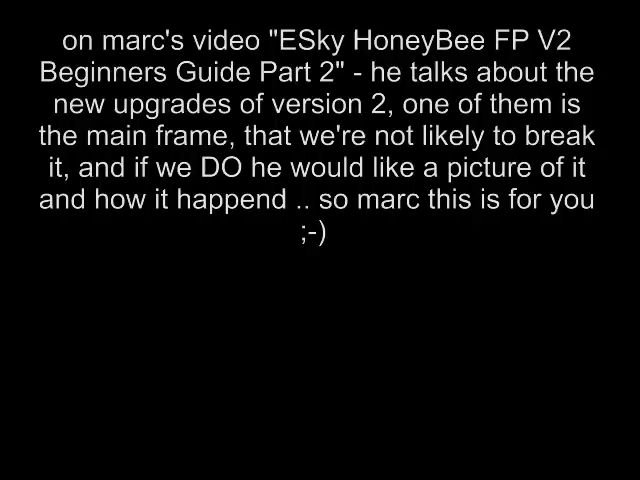 on marc's video "ESky HoneyBee FP V2
Beginners Guide Part 2" - he talks about the
new upgrades of version 2, one of them is
the main frame, that we're not likely to break
it, and if we DO he would like a picture of it
and how it happend .. so marc this is for you
;-)